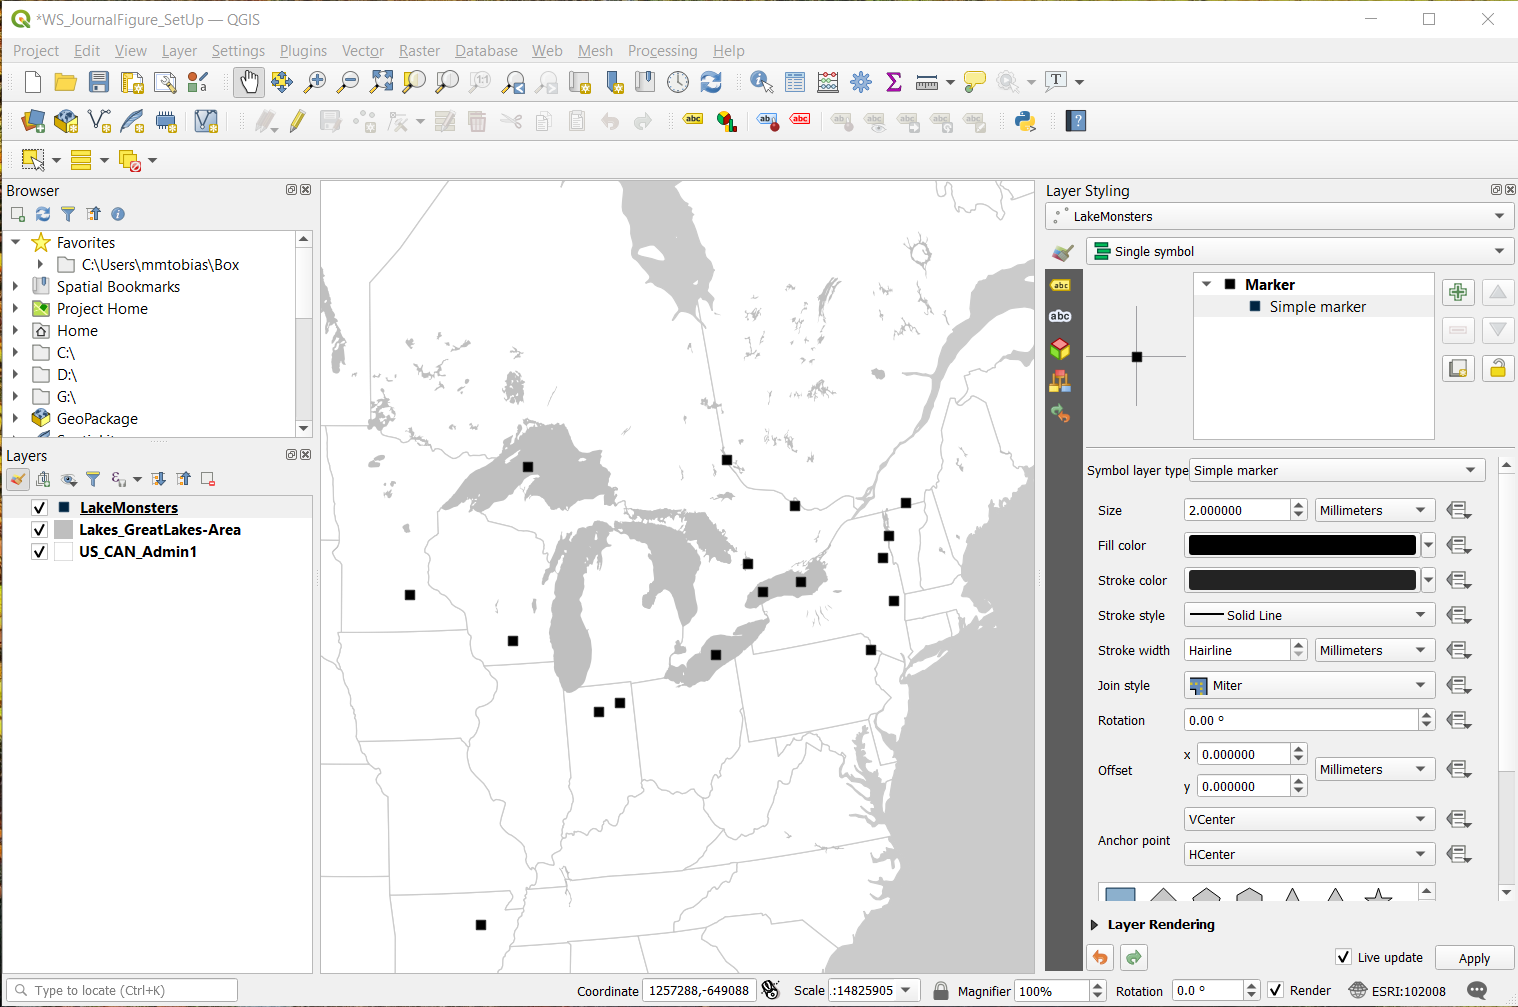 *WS_JournalFigure_SetUp — QGIS
Project Edit View Layer Settings Plugins Vector Raster Database Web Mesh Processing Help
Browser
Favorites
C:\Users\mmtobias\Box
Spatial Bookmarks
Project Home
Home
C:\
D:\
G:\
GeoPackage
Layers
LakeMonsters
Lakes_GreatLakes-Area
US_CAN_Admin1
Layer Styling
LakeMonsters
Single symbol
Marker
Simple marker
Symbol layer type Simple marker
Size 2.000000 Millimeters
Fill color
Stroke color
Stroke style Solid Line
Stroke width Hairline Millimeters
Join style Miter
Rotation 0.00 °
Offset x 0.000000 Millimeters
y 0.000000
Anchor point VCenter
HCenter
Layer Rendering
Live update Apply
Type to locate (Ctrl+K) Coordinate 1257288,-649088 Scale :14825905 Magnifier 100% Rotation 0.0 ° Render ESRI:102008